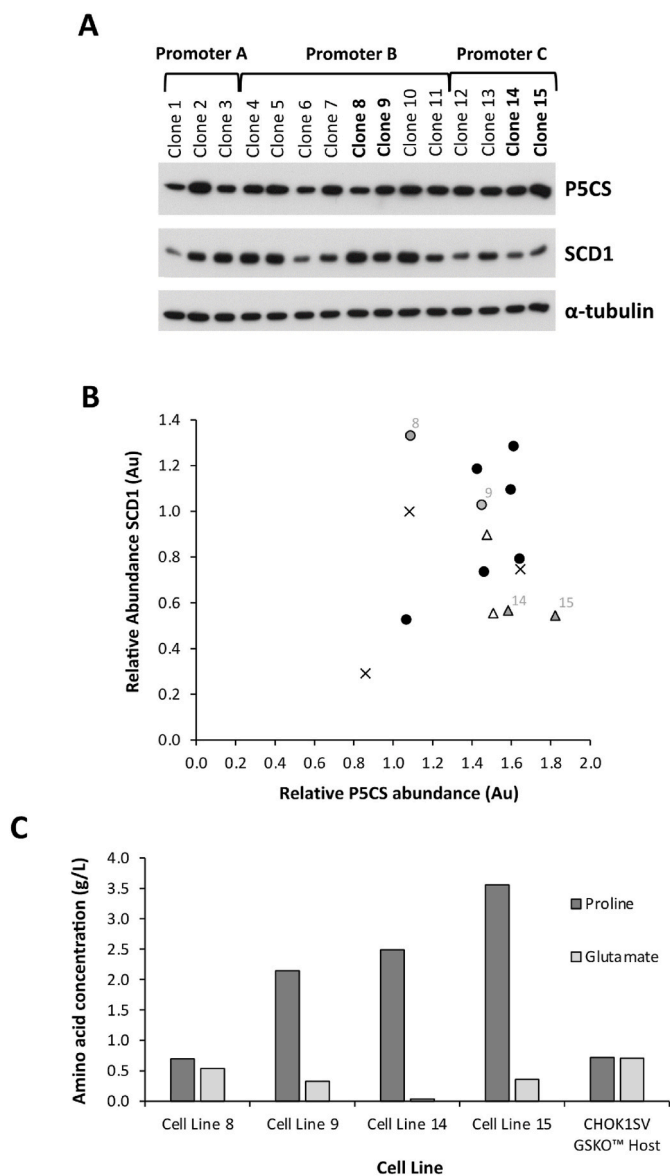 A
Promoter A Promoter B Promoter C
Clone 1 Clone 2 Clone 3 Clone 4 Clone 5 Clone 6 Clone 7 Clone 8 Clone 9 Clone 10 Clone 11 Clone 12 Clone 13 Clone 14 Clone 15
P5CS
SCD1
α-tubulin
B
Relative Abundance SCD1 (Au)
1.4
1.2
1.0
0.8
0.6
0.4
0.2
0.0
8
9
14
15
0.0 0.2 0.4 0.6 0.8 1.0 1.2 1.4 1.6 1.8 2.0
Relative P5CS abundance (Au)
C
Amino acid concentration (g/L)
4.0
3.5
3.0
2.5
2.0
1.5
1.0
0.5
0.0
Proline
Glutamate
Cell Line 8 Cell Line 9 Cell Line 14 Cell Line 15 CHOK1SV
GSKO™ Host
Cell Line